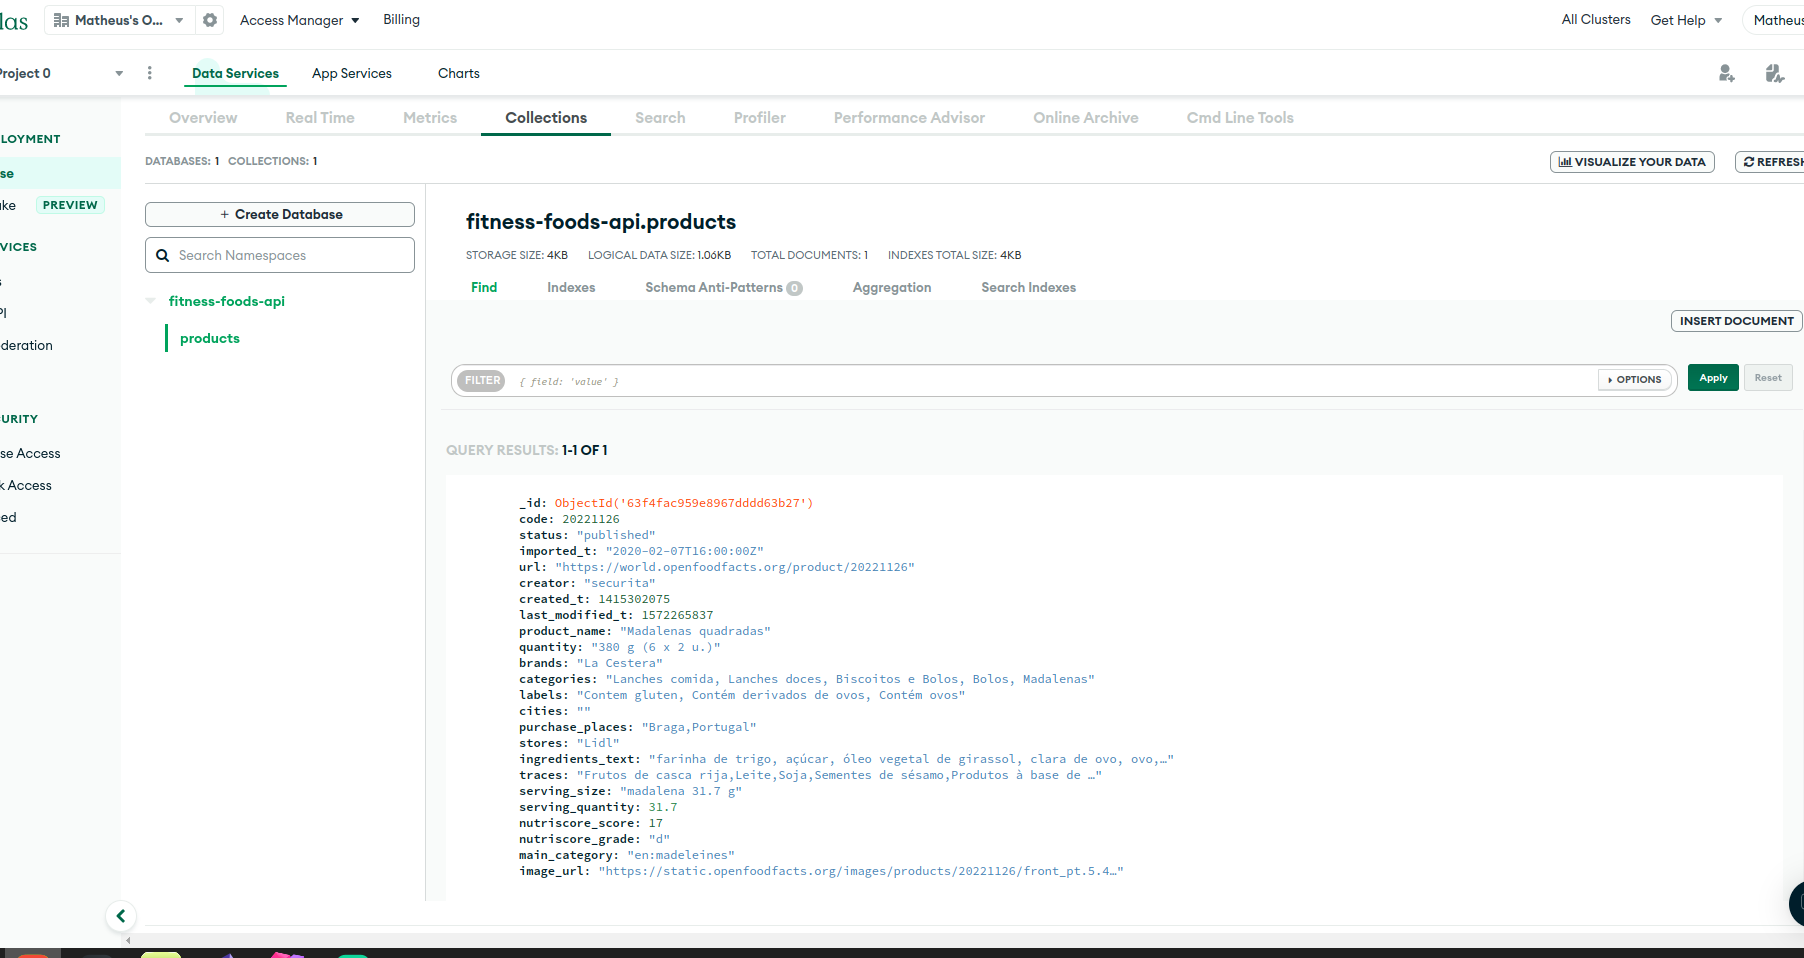 las
Matheus's O...
Access Manager
Billing
All Clusters
Get Help
Matheus
Project 0
Data Services
App Services
Charts
Overview
Real Time
Metrics
Collections
Search
Profiler
Performance Advisor
Online Archive
Cmd Line Tools
LOYMENT
se
ke PREVIEW
VICES
s
PI
deration
URITY
se Access
k Access
ed
DATABASES: 1 COLLECTIONS: 1
VISUALIZE YOUR DATA
REFRESH
+ Create Database
Search Namespaces
fitness-foods-api
products
fitness-foods-api.products
STORAGE SIZE: 4KB LOGICAL DATA SIZE: 1.06KB TOTAL DOCUMENTS: 1 INDEXES TOTAL SIZE: 4KB
Find
Indexes
Schema Anti-Patterns 0
Aggregation
Search Indexes
INSERT DOCUMENT
FILTER { field: 'value' }
OPTIONS
Apply
Reset
QUERY RESULTS: 1-1 OF 1
_id: ObjectId('63f4fac959e8967dddd63b27')
code: 20221126
status: "published"
imported_t: "2020-02-07T16:00:00Z"
url: "https://world.openfoodfacts.org/product/20221126"
creator: "securita"
created_t: 1415302075
last_modified_t: 1572265837
product_name: "Madalenas quadradas"
quantity: "380 g (6 x 2 u.)"
brands: "La Cestera"
categories: "Lanches comida, Lanches doces, Biscoitos e Bolos, Bolos, Madalenas"
labels: "Contem gluten, Contém derivados de ovos, Contém ovos"
cities: ""
purchase_places: "Braga,Portugal"
stores: "Lidl"
ingredients_text: "farinha de trigo, açúcar, óleo vegetal de girassol, clara de ovo, ovo,…"
traces: "Frutos de casca rija,Leite,Soja,Sementes de sésamo,Produtos à base de …"
serving_size: "madalena 31.7 g"
serving_quantity: 31.7
nutriscore_score: 17
nutriscore_grade: "d"
main_category: "en:madeleines"
image_url: "https://static.openfoodfacts.org/images/products/20221126/front_pt.5.4…"